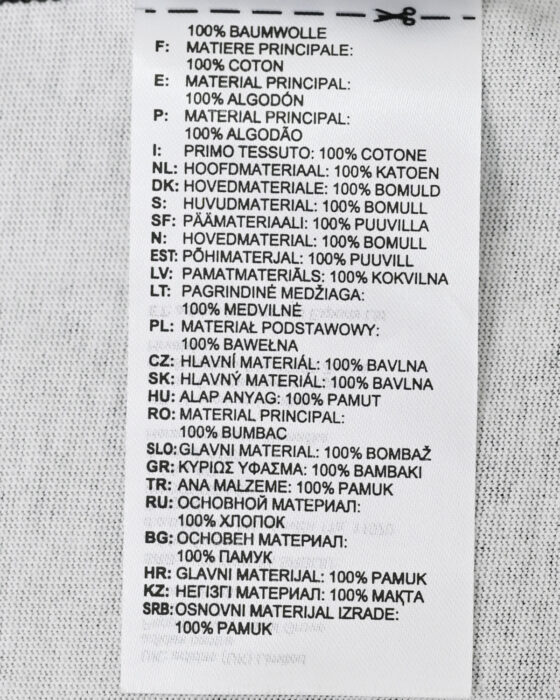 100% BAUMWOLLE
F: MATIERE PRINCIPALE:
100% COTON
E: MATERIAL PRINCIPAL:
100% ALGODÓN
P: MATERIAL PRINCIPAL:
100% ALGODÃO
I: PRIMO TESSUTO: 100% COTONE
NL: HOOFDMATERIAAL: 100% KATOEN
DK: HOVEDMATERIALE: 100% BOMULD
S: HUVUDMATERIAL: 100% BOMULL
SF: PÄÄMATERIAALI: 100% PUUVILLA
N: HOVEDMATERIAL: 100% BOMULL
EST: PÕHIMATERJAL: 100% PUUVILL
LV: PAMATMATERIĀLS: 100% KOKVILNA
LT: PAGRINDINĖ MEDŽIAGA:
100% MEDVILNĖ
PL: MATERIAŁ PODSTAWOWY:
100% BAWEŁNA
CZ: HLAVNÍ MATERIÁL: 100% BAVLNA
SK: HLAVNÝ MATERIÁL: 100% BAVLNA
HU: ALAP ANYAG: 100% PAMUT
RO: MATERIAL PRINCIPAL:
100% BUMBAC
SLO: GLAVNI MATERIAL: 100% BOMBAŽ
GR: ΚΥΡΙΩΣ ΥΦΑΣΜΑ: 100% ΒΑΜΒΑΚΙ
TR: ANA MALZEME: 100% PAMUK
RU: ОСНОВНОЙ МАТЕРИАЛ:
100% ХЛОПОК
BG: ОСНОВЕН МАТЕРИАЛ:
100% ПАМУК
HR: GLAVNI MATERIJAL: 100% PAMUK
KZ: НЕГІЗГІ МАТЕРИАЛ: 100% МАҚТА
SRB: OSNOVNI MATERIJAL IZRADE:
100% PAMUK